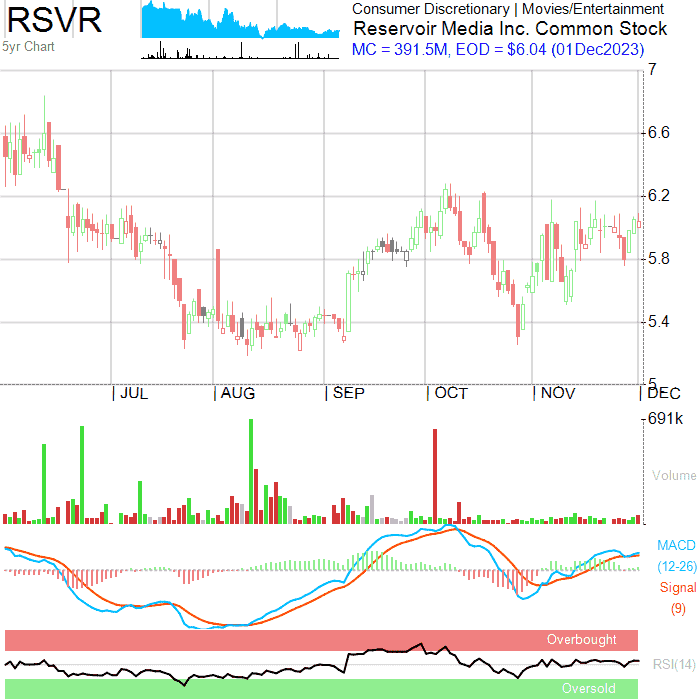 RSVR
5yr Chart
Consumer Discretionary | Movies/Entertainment
Reservoir Media Inc. Common Stock
MC = 391.5M, EOD = $6.04 (01Dec2023)
7
6.6
6.2
5.8
5.4
5
| JUL | AUG | SEP | OCT | NOV | DEC
691k
Volume
MACD
(12-26)
Signal
(9)
Overbought
RSI(14)
Oversold